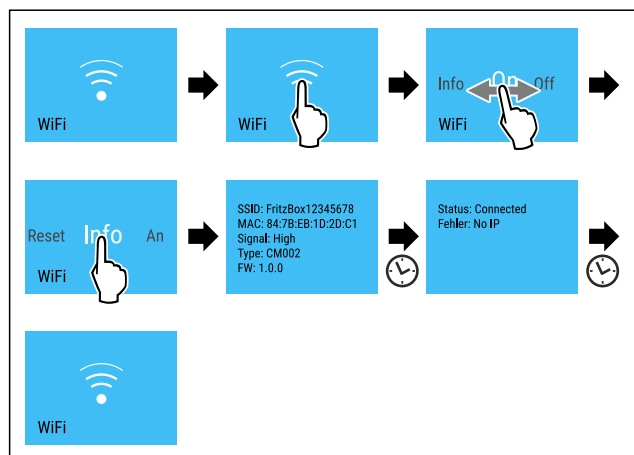 WiFi
WiFi
Info On Off
WiFi
Reset Info An
WiFi
SSID: FritzBox12345678
MAC: 84:7B:EB:1D:2D:C1
Signal: High
Type: CM002
FW: 1.0.0
Status: Connected
Fehler: No IP
WiFi